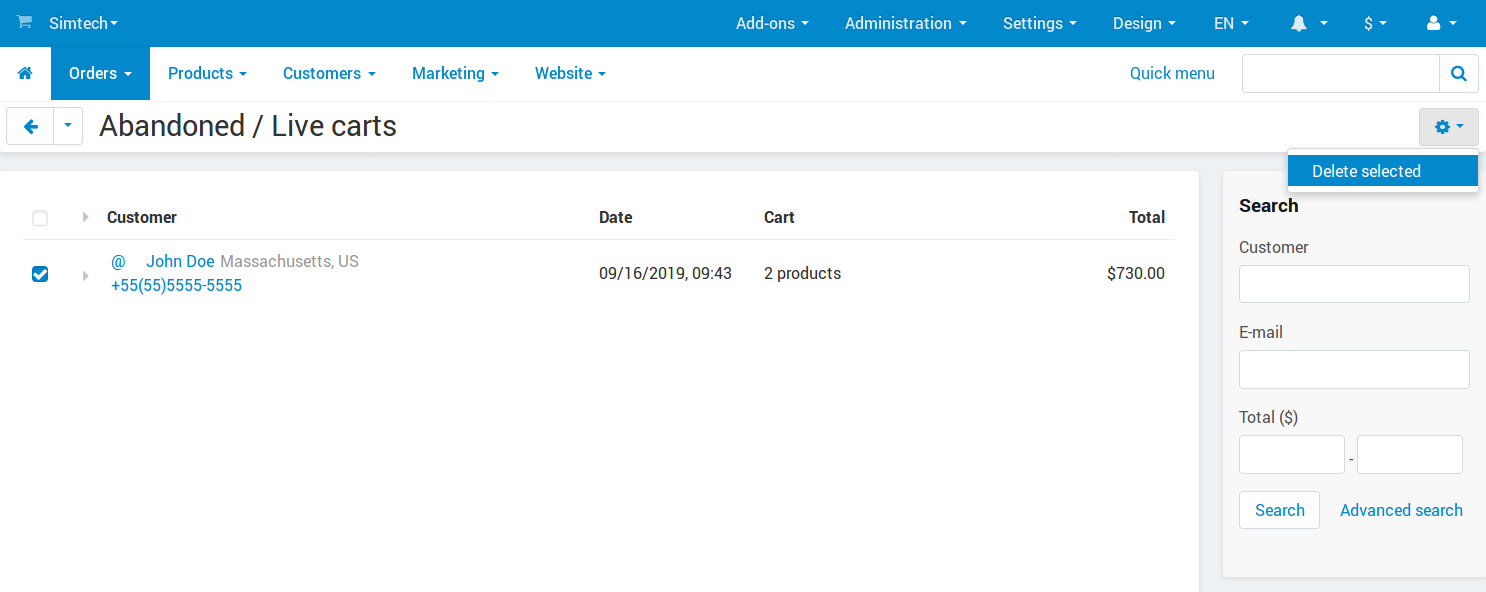 Simtech Add-ons Administration Settings Design EN $
Orders Products Customers Marketing Website Quick menu
Abandoned / Live carts
Delete selected
Customer Date Cart Total
@ John Doe Massachusetts, US
+55(55)5555-5555
09/16/2019, 09:43 2 products $730.00
Search
Customer
E-mail
Total ($)
-
Search Advanced search